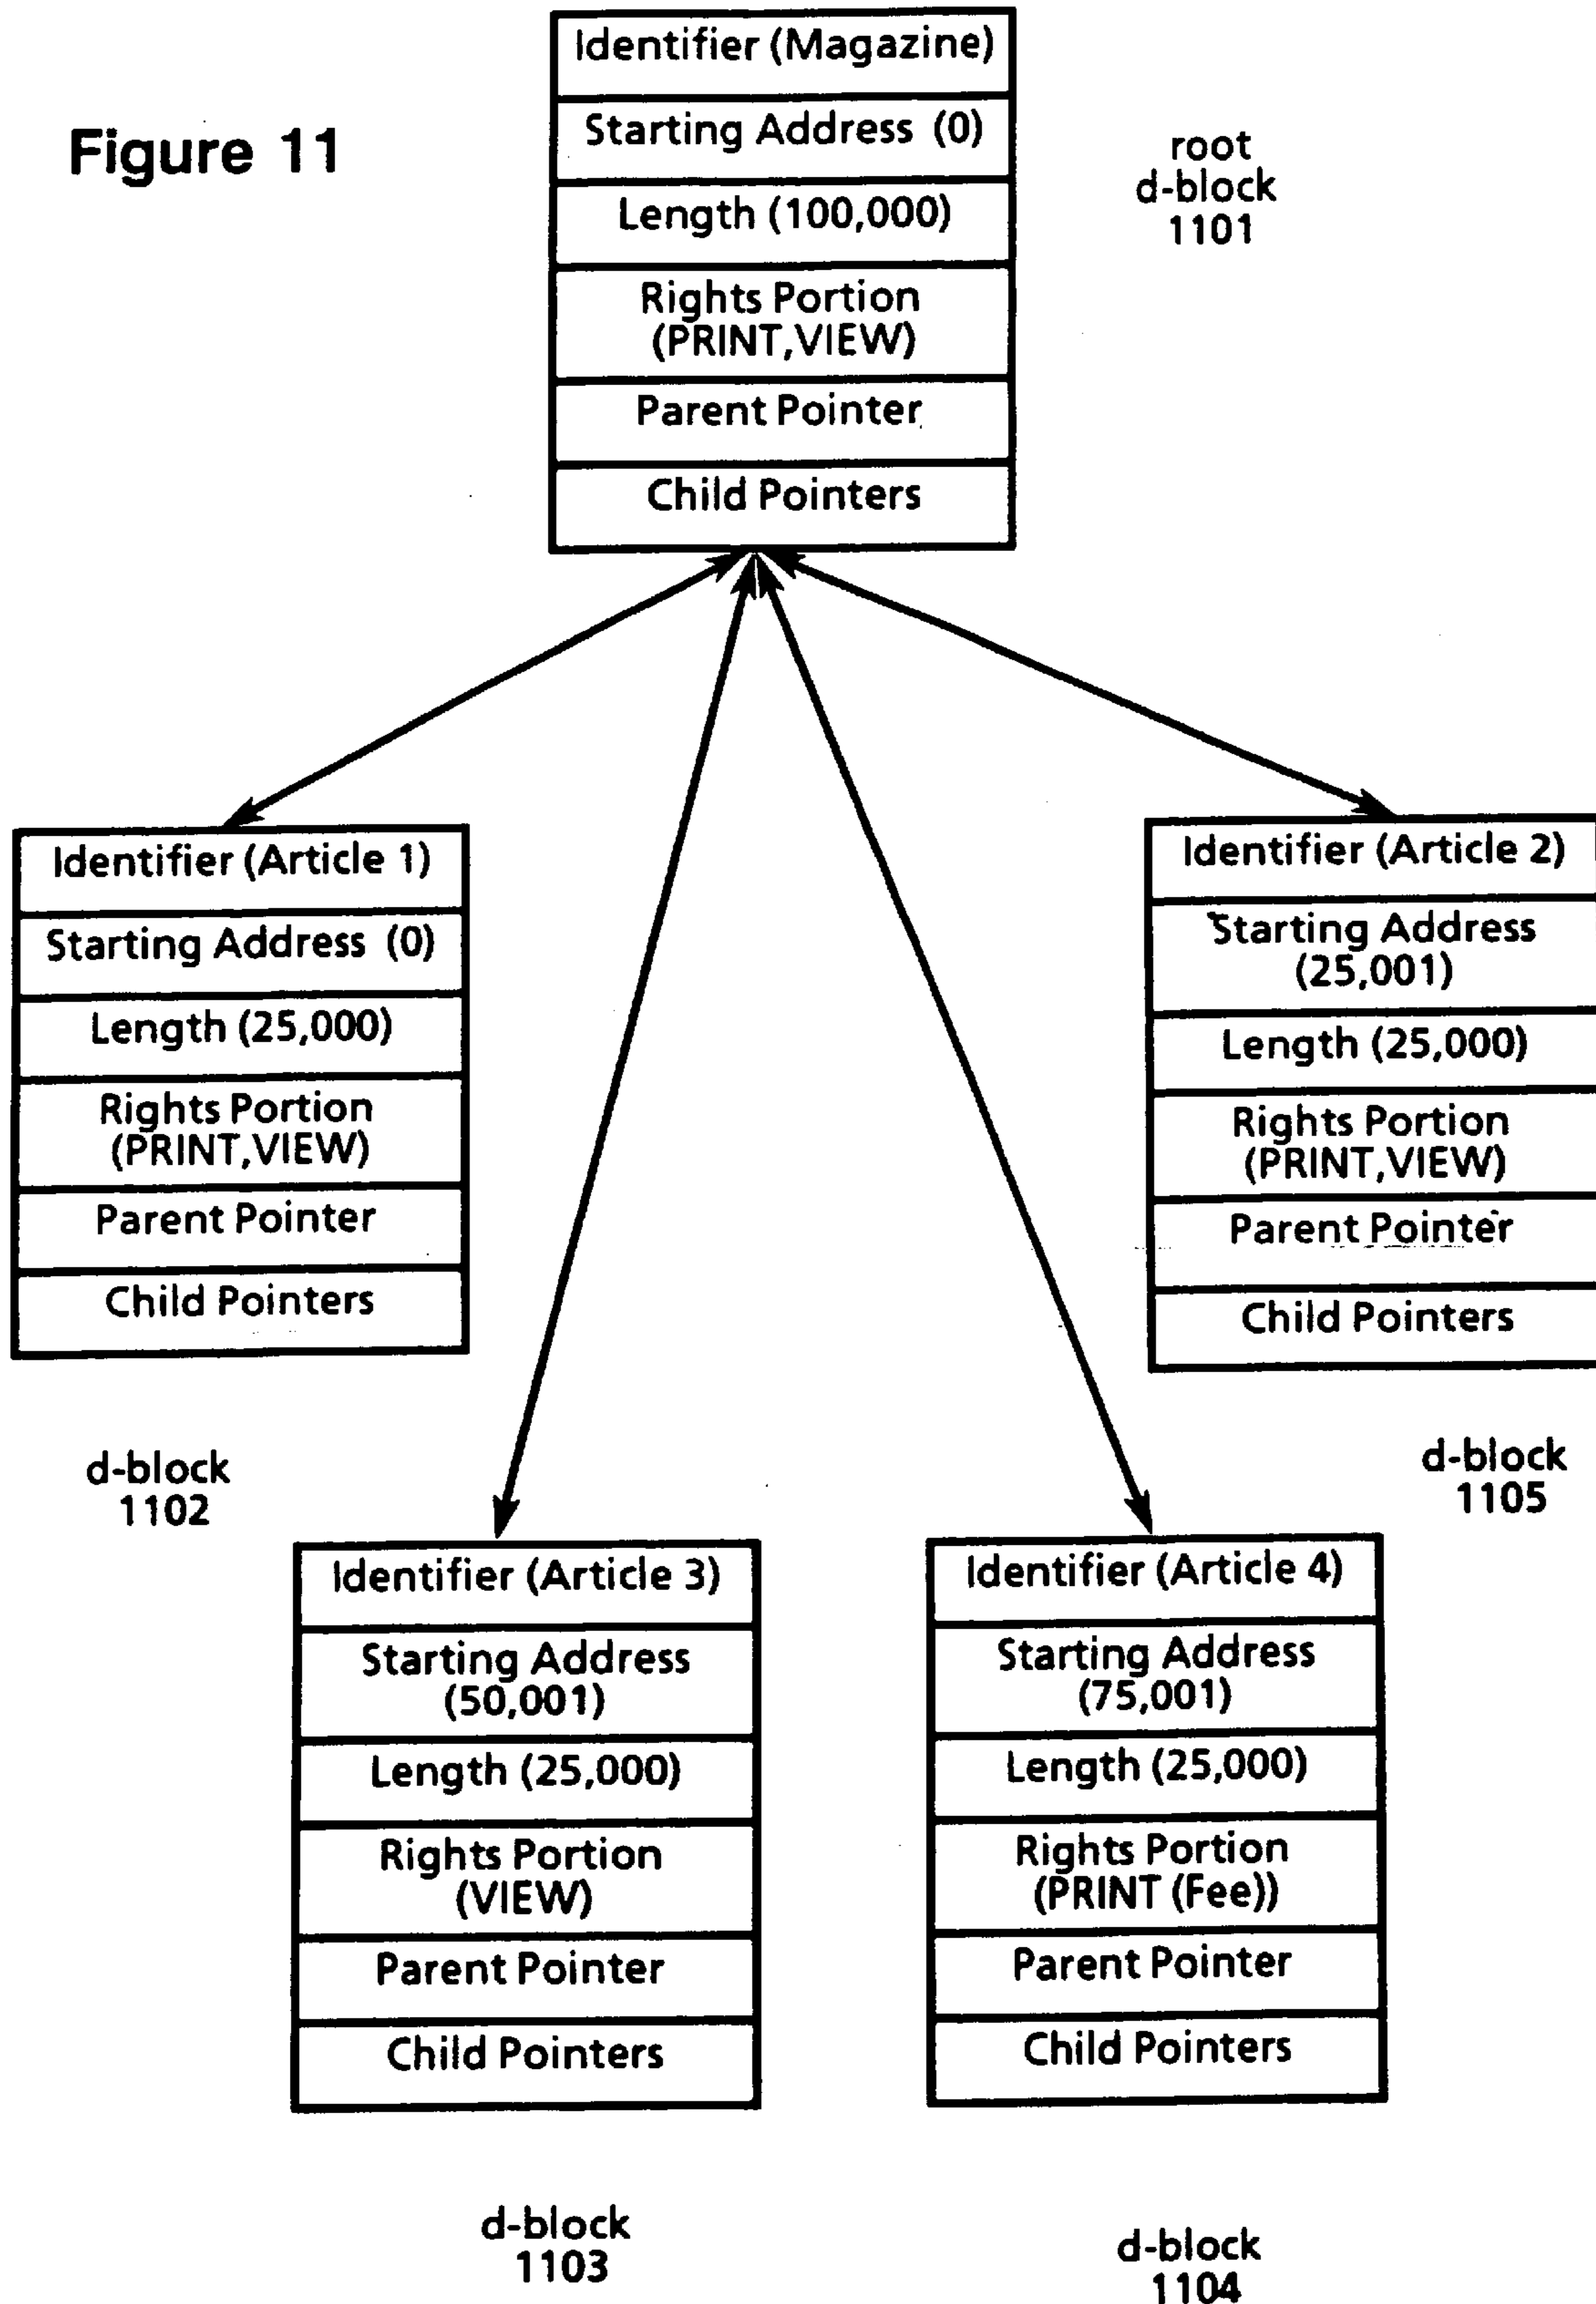 Figure 11
Identifier (Magazine)
Starting Address (0)
Length (100,000)
Rights Portion
(PRINT,VIEW)
Parent Pointer
Child Pointers
root
d-block
1101
Identifier (Article 1)
Starting Address (0)
Length (25,000)
Rights Portion
(PRINT,VIEW)
Parent Pointer
Child Pointers
d-block
1102
Identifier (Article 2)
Starting Address
(25,001)
Length (25,000)
Rights Portion
(PRINT,VIEW)
Parent Pointer
Child Pointers
d-block
1105
Identifier (Article 3)
Starting Address
(50,001)
Length (25,000)
Rights Portion
(VIEW)
Parent Pointer
Child Pointers
d-block
1103
Identifier (Article 4)
Starting Address
(75,001)
Length (25,000)
Rights Portion
(PRINT (Fee))
Parent Pointer
Child Pointers
d-block
1104